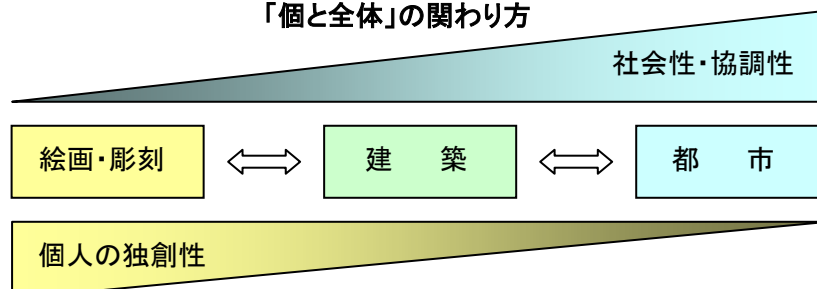 「個と全体」の関わり方
社会性・協調性
絵画・彫刻
建　築
都　市
個人の独創性